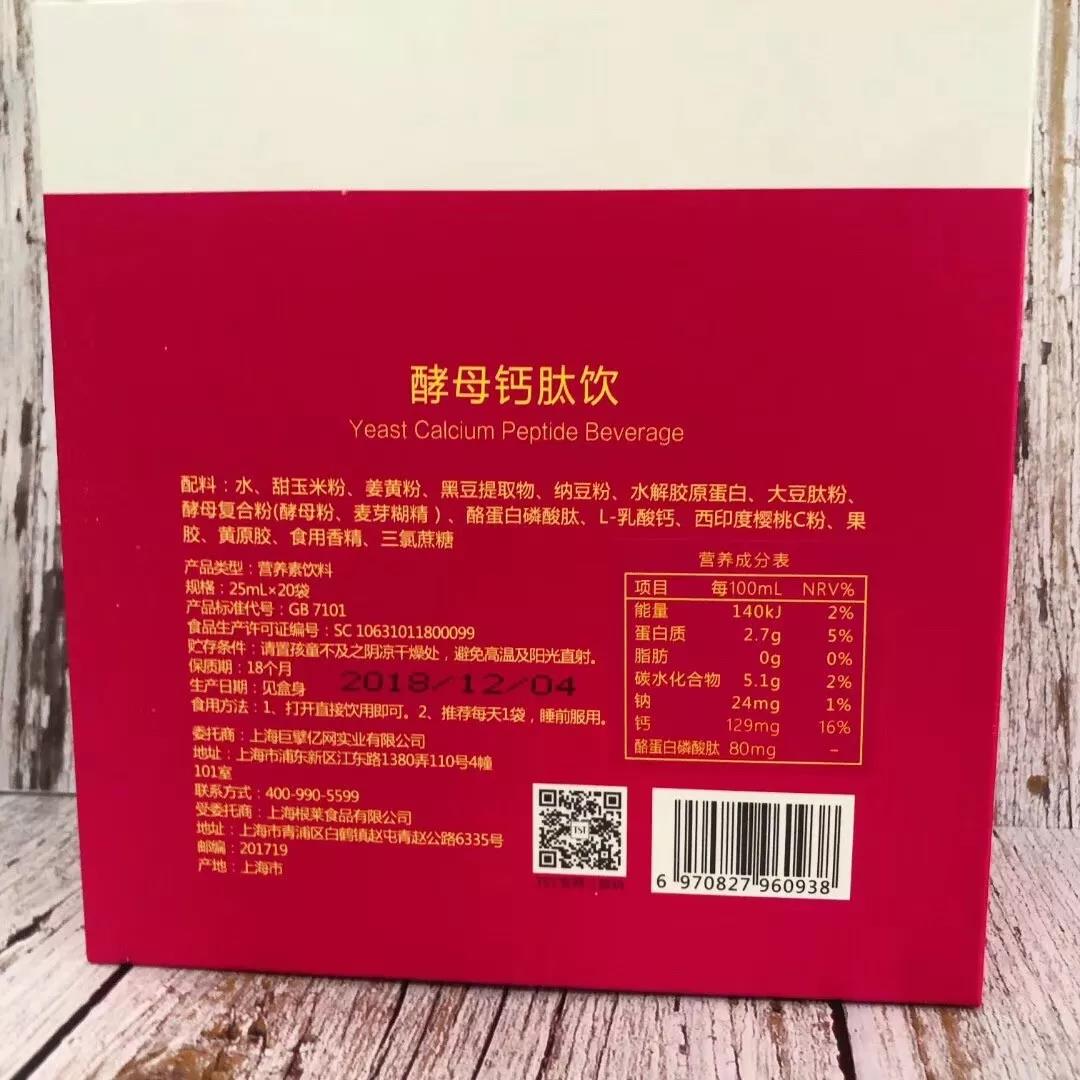 酵母钙肽饮
Yeast Calcium Peptide Beverage
配料：水、甜玉米粉、姜黄粉、黑豆提取物、纳豆粉、水解胶原蛋白、大豆肽粉、
酵母复合粉(酵母粉、麦芽糊精）、酪蛋白磷酸肽、L-乳酸钙、西印度樱桃C粉、果
胶、黄原胶、食用香精、三氯蔗糖
产品类型：营养素饮料
规格：25mL×20袋
产品标准代号：GB 7101
食品生产许可证编号：SC 10631011800099
贮存条件：请置孩童不及之阴凉干燥处，避免高温及阳光直射。
保质期：18个月
生产日期：见盒身 2018/12/04
食用方法：1、打开直接饮用即可。2、推荐每天1袋，睡前服用。
委托商：上海巨擎亿网实业有限公司
地址：上海市浦东新区江东路1380弄110号4幢
101室
联系方式：400-990-5599
受委托商：上海根莱食品有限公司
地址：上海市青浦区白鹤镇赵屯青赵公路6335号
邮编：201719
产地：上海市
营养成分表
项目 每100mL NRV%
能量 140kJ 2%
蛋白质 2.7g 5%
脂肪 0g 0%
碳水化合物 5.1g 2%
钠 24mg 1%
钙 129mg 16%
酪蛋白磷酸肽 80mg –
TST
6 970827 960938